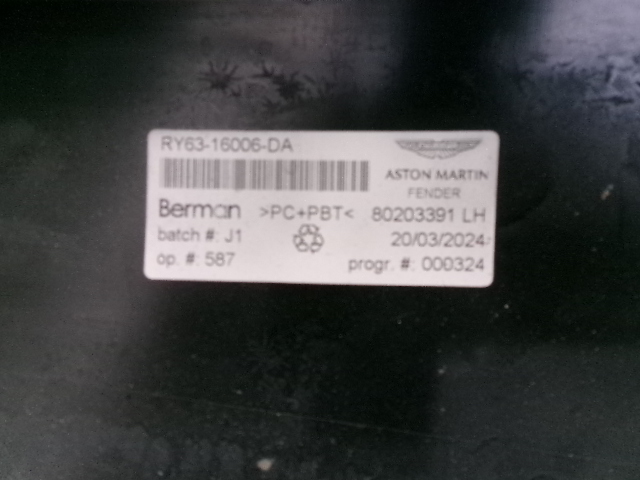 RY63-16006-DA
ASTON MARTIN
FENDER
Berman >PC+PBT< 80203391 LH
batch #: J1 20/03/2024
op. #: 587 progr. #: 000324